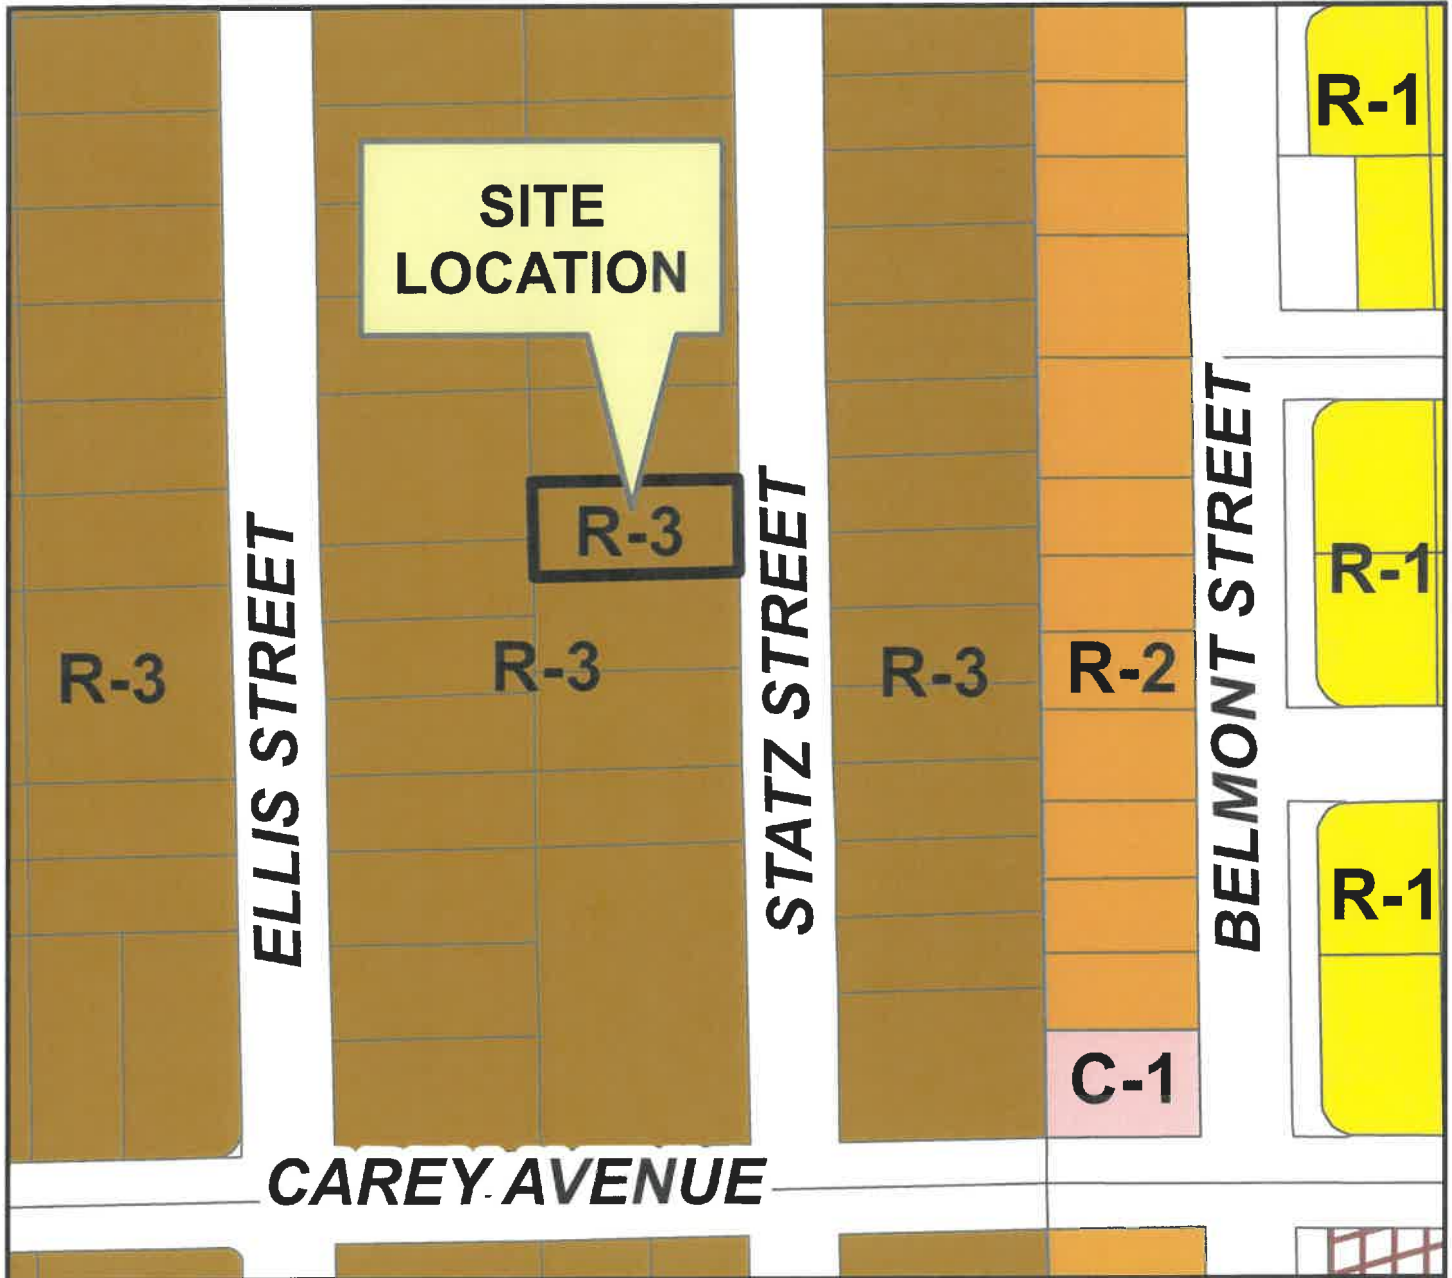 R-1
SITE
LOCATION
R-3
R-1
R-3
R-3
R-3
R-2
R-1
C-1
ELLIS STREET
STATZ STREET
BELMONT STREET
CAREY AVENUE